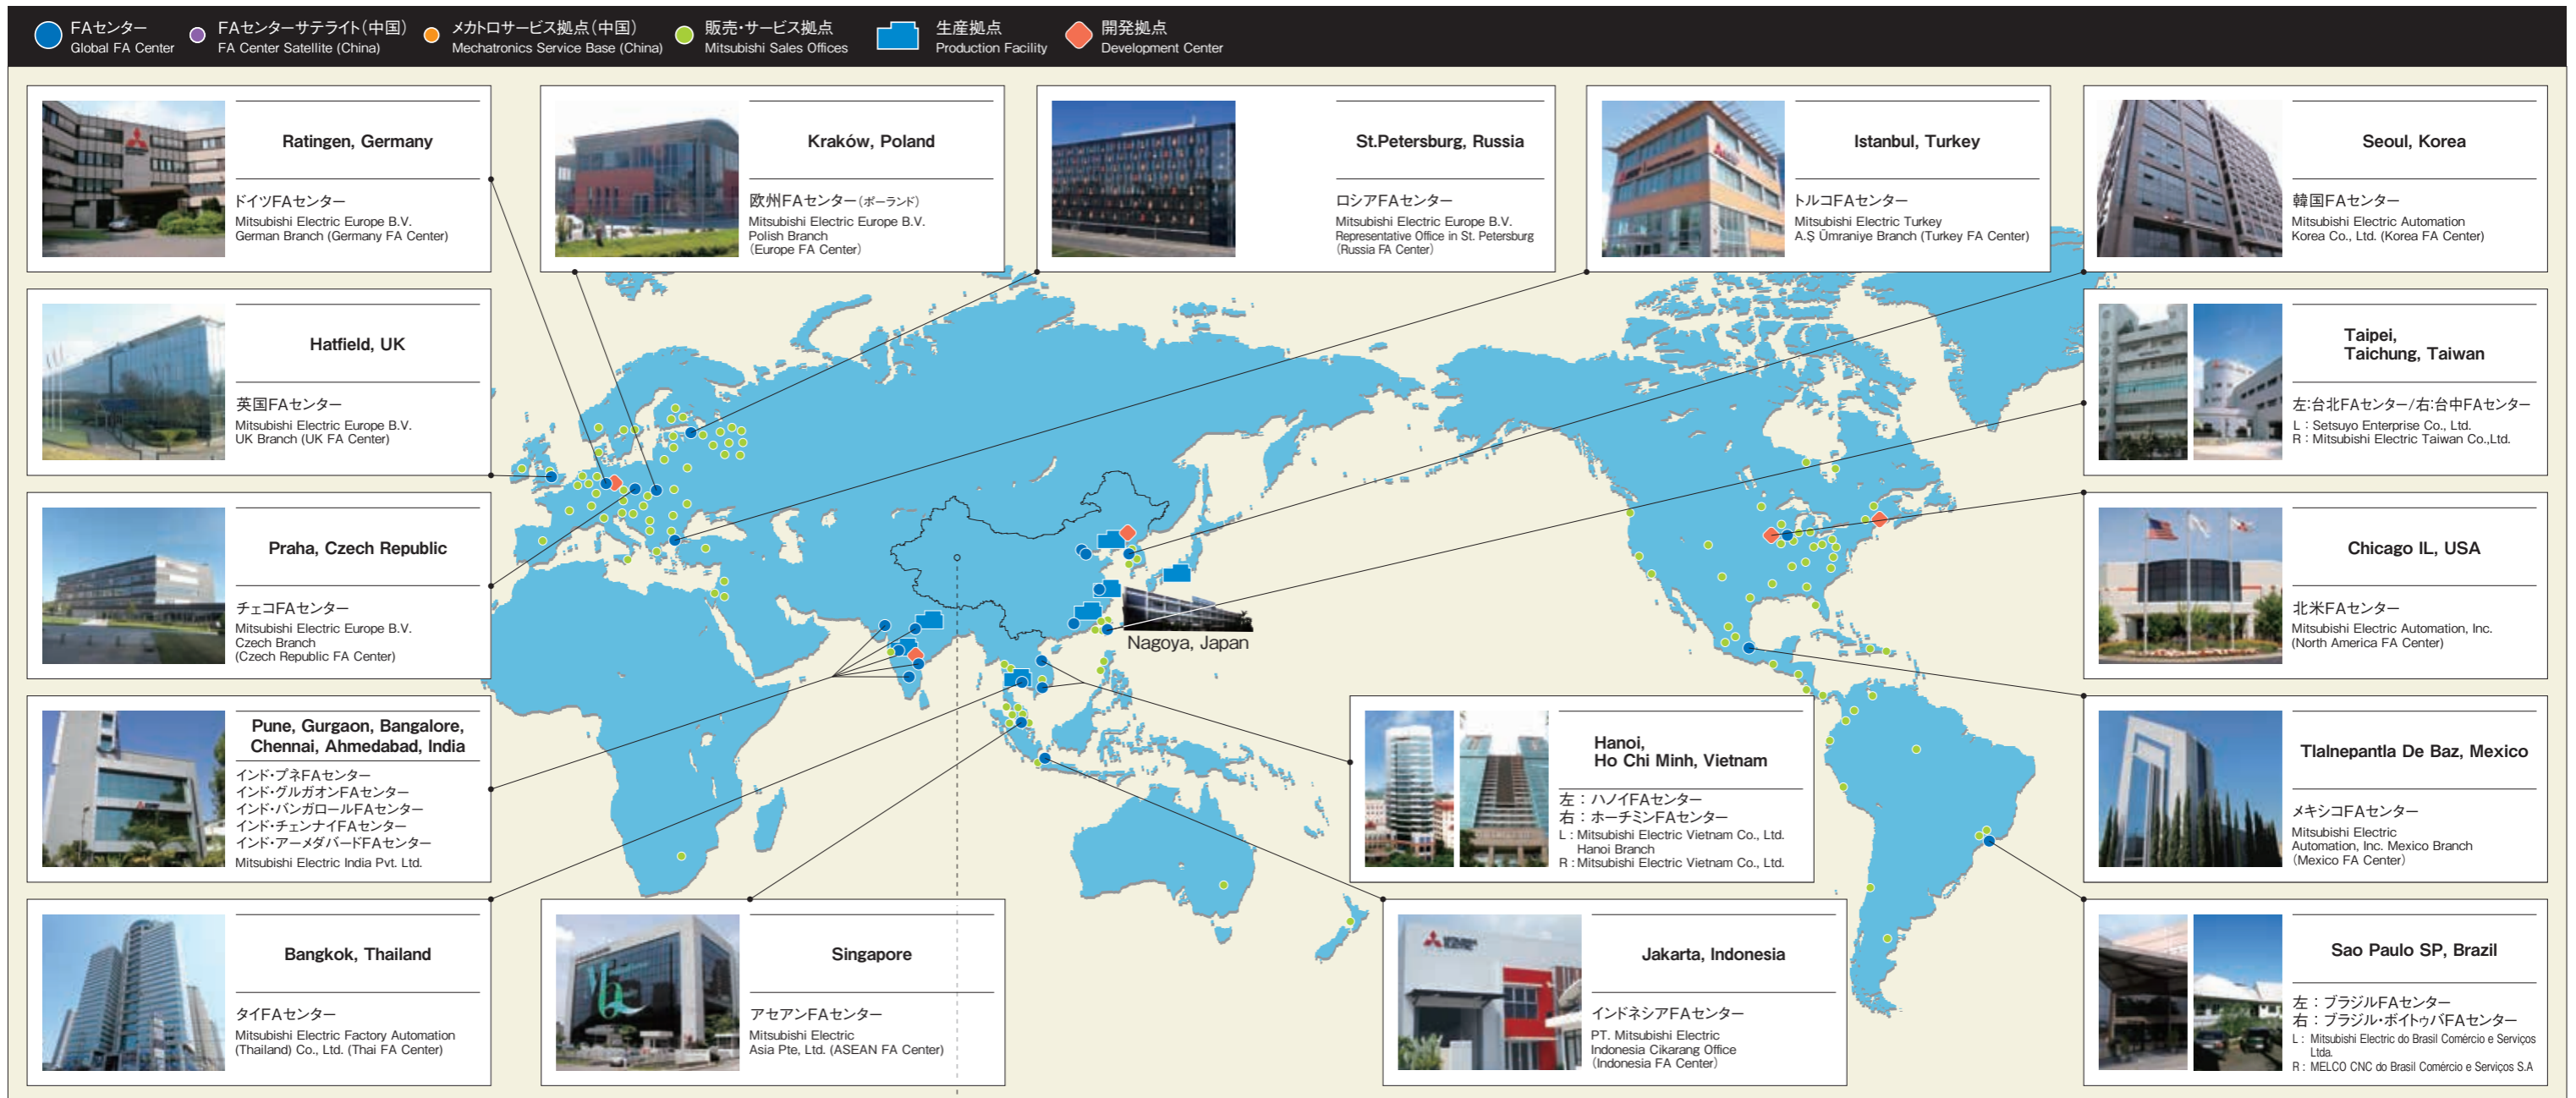 FAセンター
Global FA Center
FAセンターサテライト(中国)
FA Center Satellite (China)
メカトロサービス拠点(中国)
Mechatronics Service Base (China)
販売・サービス拠点
Mitsubishi Sales Offices
生産拠点
Production Facility
開発拠点
Development Center
Ratingen, Germany
ドイツFAセンター
Mitsubishi Electric Europe B.V.
German Branch (Germany FA Center)
Kraków, Poland
欧州FAセンター(ポーランド)
Mitsubishi Electric Europe B.V.
Polish Branch
(Europe FA Center)
St.Petersburg, Russia
ロシアFAセンター
Mitsubishi Electric Europe B.V.
Representative Office in St. Petersburg
(Russia FA Center)
Istanbul, Turkey
トルコFAセンター
Mitsubishi Electric Turkey
A.Ş Ümraniye Branch (Turkey FA Center)
Seoul, Korea
韓国FAセンター
Mitsubishi Electric Automation
Korea Co., Ltd. (Korea FA Center)
Hatfield, UK
英国FAセンター
Mitsubishi Electric Europe B.V.
UK Branch (UK FA Center)
Taipei,
Taichung, Taiwan
左:台北FAセンター/右:台中FAセンター
L : Setsuyo Enterprise Co., Ltd.
R : Mitsubishi Electric Taiwan Co.,Ltd.
Praha, Czech Republic
チェコFAセンター
Mitsubishi Electric Europe B.V.
Czech Branch
(Czech Republic FA Center)
Chicago IL, USA
北米FAセンター
Mitsubishi Electric Automation, Inc.
(North America FA Center)
Nagoya, Japan
Pune, Gurgaon, Bangalore,
Chennai, Ahmedabad, India
インド・プネFAセンター
インド・グルガオンFAセンター
インド・バンガロールFAセンター
インド・チェンナイFAセンター
インド・アーメダバードFAセンター
Mitsubishi Electric India Pvt. Ltd.
Hanoi,
Ho Chi Minh, Vietnam
左 : ハノイFAセンター
右 : ホーチミンFAセンター
L : Mitsubishi Electric Vietnam Co., Ltd.
Hanoi Branch
R : Mitsubishi Electric Vietnam Co., Ltd.
Tlalnepantla De Baz, Mexico
メキシコFAセンター
Mitsubishi Electric
Automation, Inc. Mexico Branch
(Mexico FA Center)
Bangkok, Thailand
タイFAセンター
Mitsubishi Electric Factory Automation
(Thailand) Co., Ltd. (Thai FA Center)
Singapore
アセアンFAセンター
Mitsubishi Electric
Asia Pte, Ltd. (ASEAN FA Center)
MITSUBISHI
ELECTRIC
Jakarta, Indonesia
インドネシアFAセンター
PT. Mitsubishi Electric
Indonesia Cikarang Office
(Indonesia FA Center)
Sao Paulo SP, Brazil
左 : ブラジルFAセンター
右 : ブラジル・ボイトゥバFAセンター
L : Mitsubishi Electric do Brasil Comércio e Serviços
Ltda.
R : MELCO CNC do Brasil Comércio e Serviços S.A